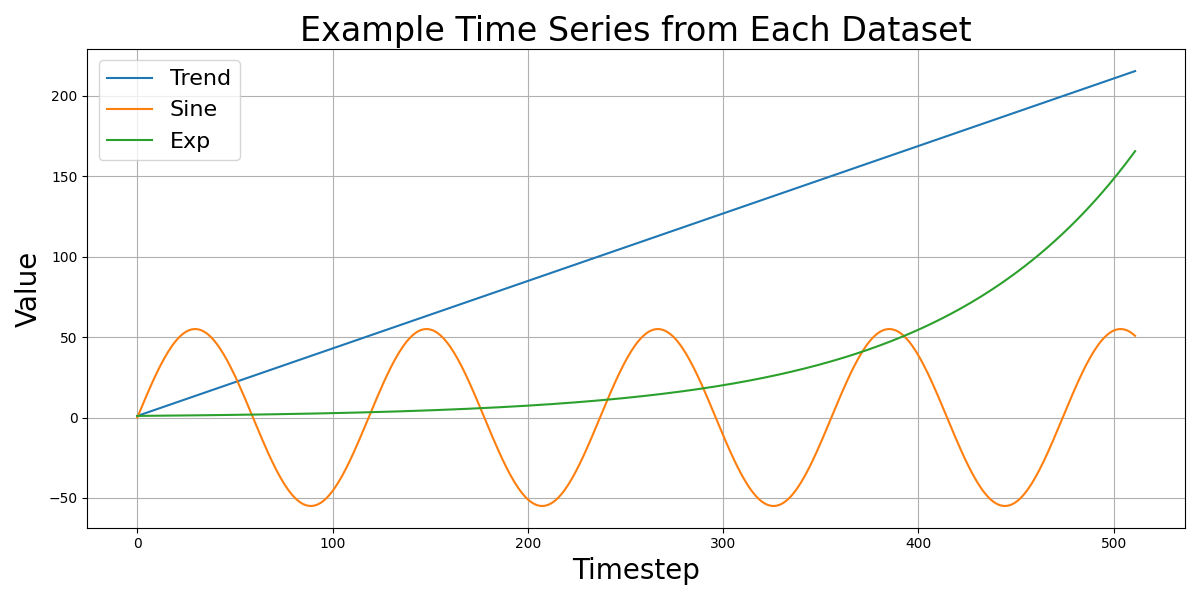 Example Time Series from Each Dataset
Trend
Sine
Exp
200
150
100
50
0
−50
Value
0 100 200 300 400 500
Timestep